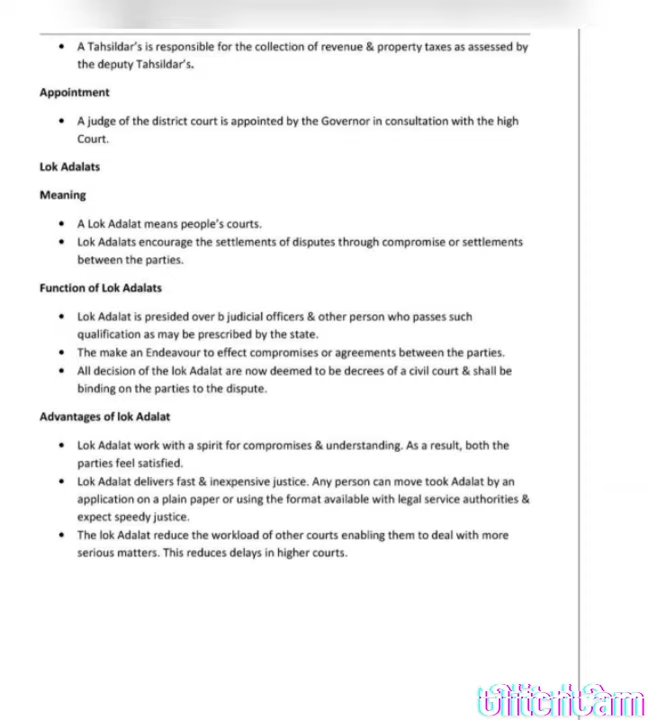 • A Tahsildar's is responsible for the collection of revenue & property taxes as assessed by
the deputy Tahsildar's.
Appointment
• A judge of the district court is appointed by the Governor in consultation with the high
Court.
Lok Adalats
Meaning
• A Lok Adalat means people's courts.
• Lok Adalats encourage the settlements of disputes through compromise or settlements
between the parties.
Function of Lok Adalats
• Lok Adalat is presided over b judicial officers & other person who passes such
qualification as may be prescribed by the state.
• The make an Endeavour to effect compromises or agreements between the parties.
• All decision of the lok Adalat are now deemed to be decrees of a civil court & shall be
binding on the parties to the dispute.
Advantages of lok Adalat
• Lok Adalat work with a spirit for compromises & understanding. As a result, both the
parties feel satisfied.
• Lok Adalat delivers fast & inexpensive justice. Any person can move took Adalat by an
application on a plain paper or using the format available with legal service authorities &
expect speedy justice.
• The lok Adalat reduce the workload of other courts enabling them to deal with more
serious matters. This reduces delays in higher courts.
GlitchCam